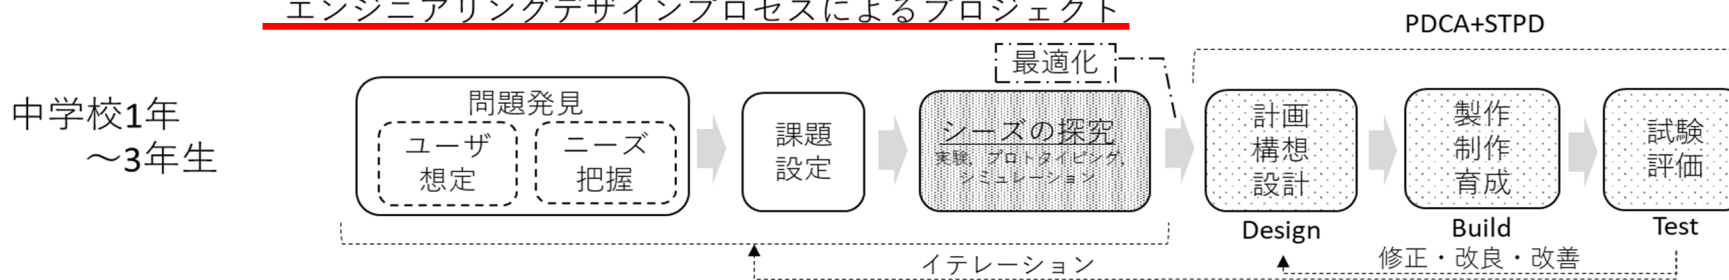 エンジニアリングデザインプロセスによるプロジェクト
PDCA+STPD
最適化
中学校1年
～3年生
問題発見
ユーザ
想定
ニーズ
把握
課題
設定
シーズの探究
実験，プロトタイピング，
シミュレーション
計画
構想
設計
Design
製作
制作
育成
Build
試験
評価
Test
イテレーション
修正・改良・改善